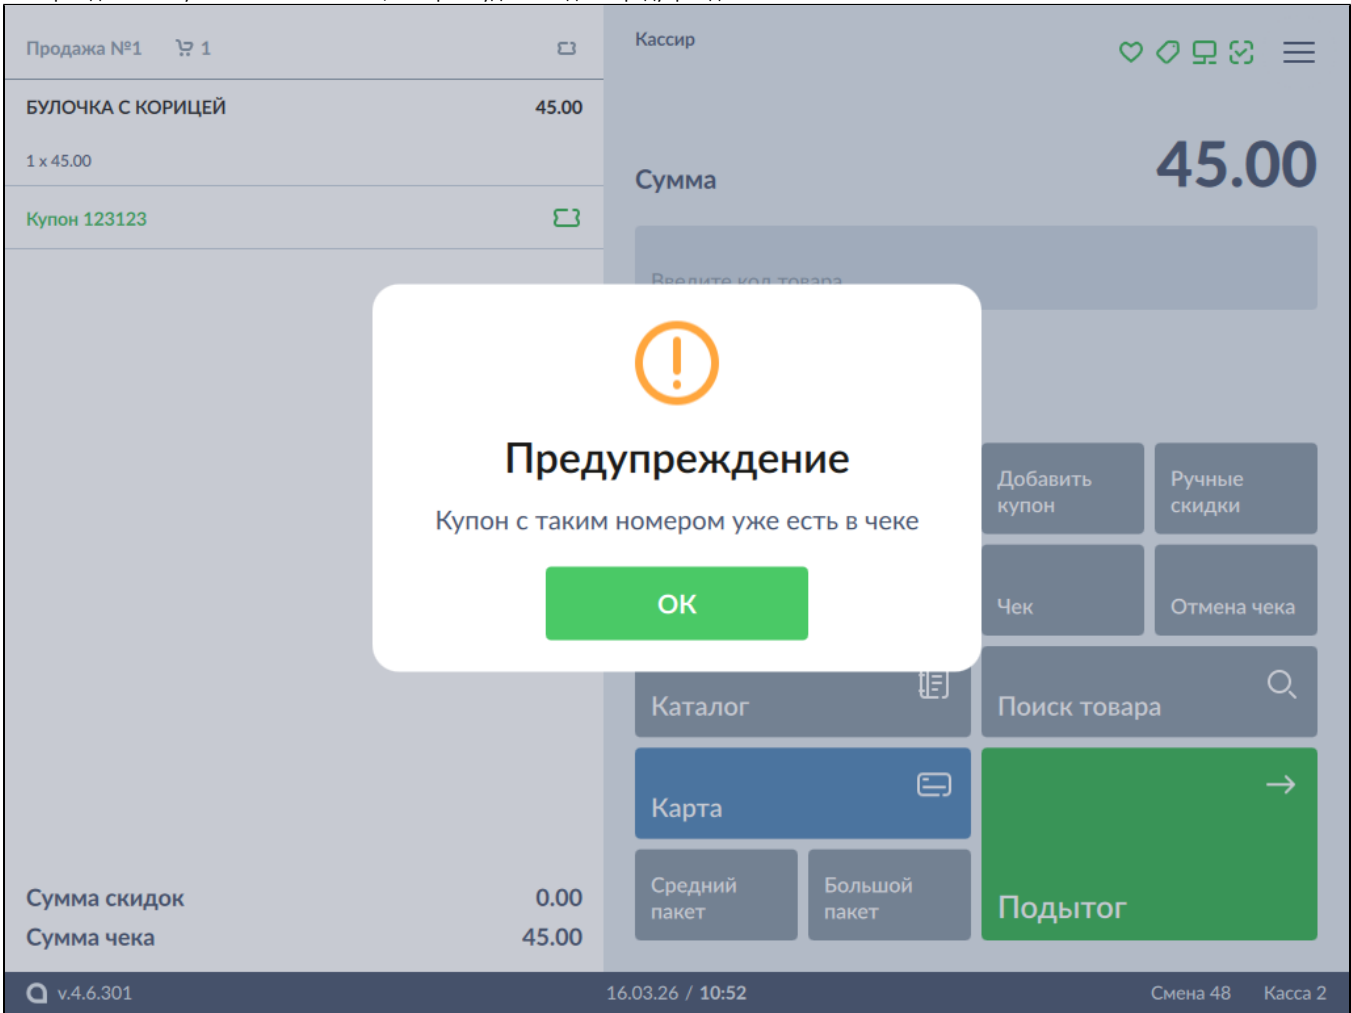 Продажа №1 1
Кассир
БУЛОЧКА С КОРИЦЕЙ 45.00
1 x 45.00
Сумма 45.00
Купон 123123
Введите код товара
Предупреждение
Купон с таким номером уже есть в чеке
ОК
Добавить
купон
Ручные
скидки
Чек
Отмена чека
Каталог
Поиск товара
Карта
Средний
пакет
Большой
пакет
Подытог
Сумма скидок 0.00
Сумма чека 45.00
v.4.6.301 16.03.26 / 10:52 Смена 48 Касса 2